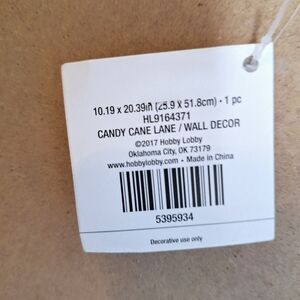 10.19 x 20.39in (25.9 x 51.8cm) • 1 pc
HL9164371
CANDY CANE LANE / WALL DECOR
©2017 Hobby Lobby
Oklahoma City, OK 73179
www.hobbylobby.com • Made in China
5395934
Decorative use only